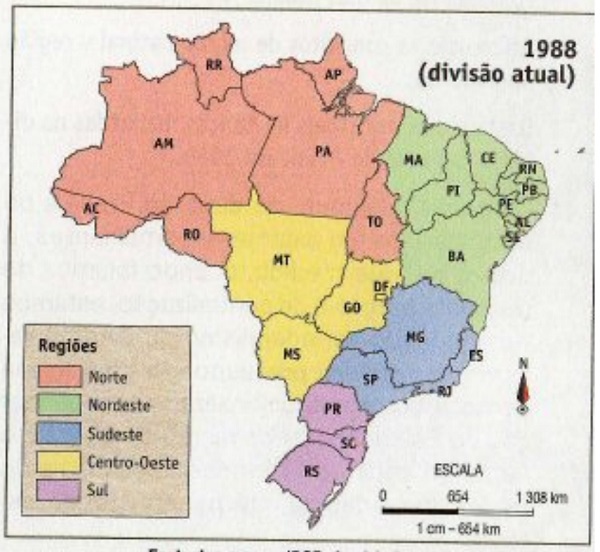 1988
(divisão atual)
RR
AP
AM
PA
MA
CE
RN
PB
PE
AL
SE
PI
AC
RO
TO
BA
MT
DF
GO
MG
ES
MS
SP
RJ
PR
SC
RS
Regiões
Norte
Nordeste
Sudeste
Centro-Oeste
Sul
N
ESCALA
0 654 1 308 km
1 cm – 654 km